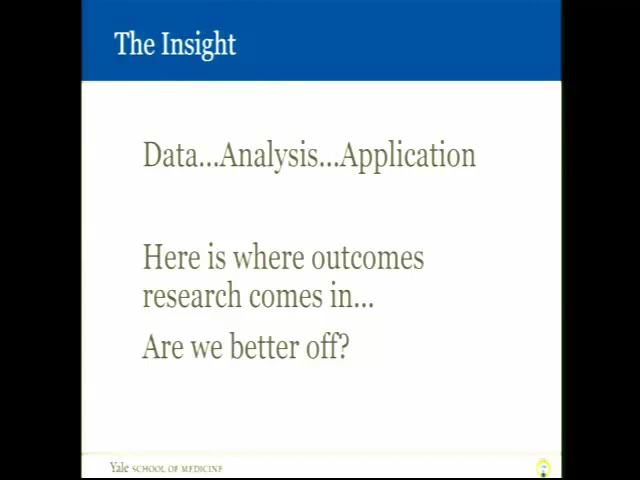 The Insight
Data...Analysis...Application
Here is where outcomes
research comes in...
Are we better off?
Yale SCHOOL OF MEDICINE